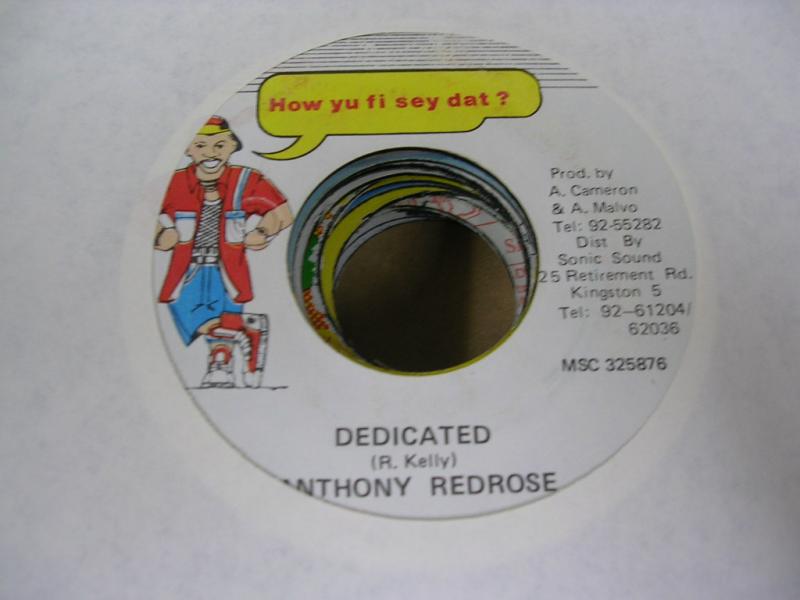 How yu fi sey dat ?
Prod. by
A. Cameron
& A. Malvo
Tel: 92-55282
Dist By
Sonic Sound
25 Retirement Rd.
Kingston 5
Tel: 92-61204/
62036
MSC 325876
DEDICATED
(R. Kelly)
ANTHONY REDROSE